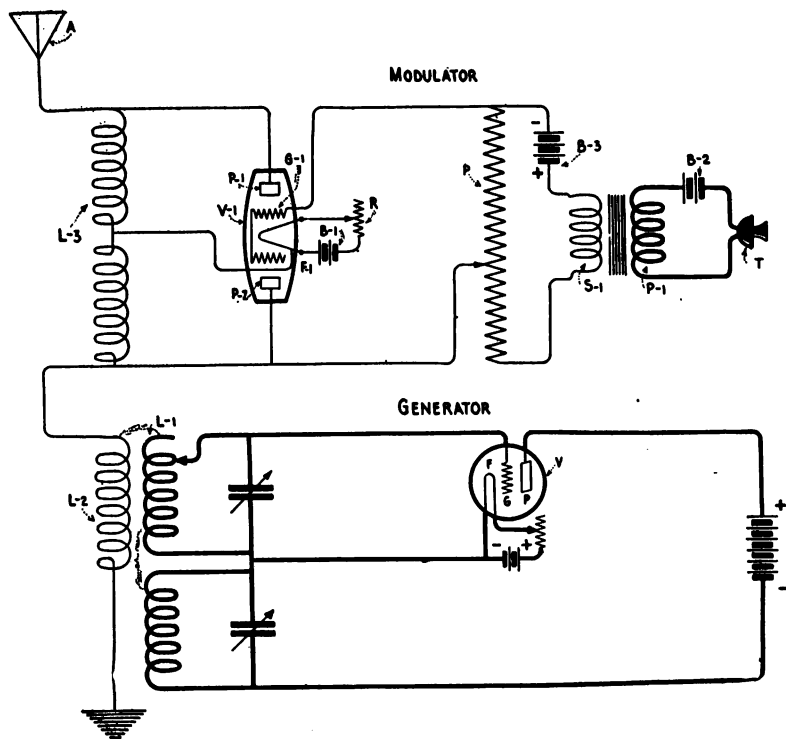 A
MODULATOR
L-3
P-1
G-1
V-1
R
B-1
F-1
P-2
P
-
B-3
+
B-2
S-1
P-1
T
GENERATOR
L-1
L-2
F
G
P
V
- +
+
-